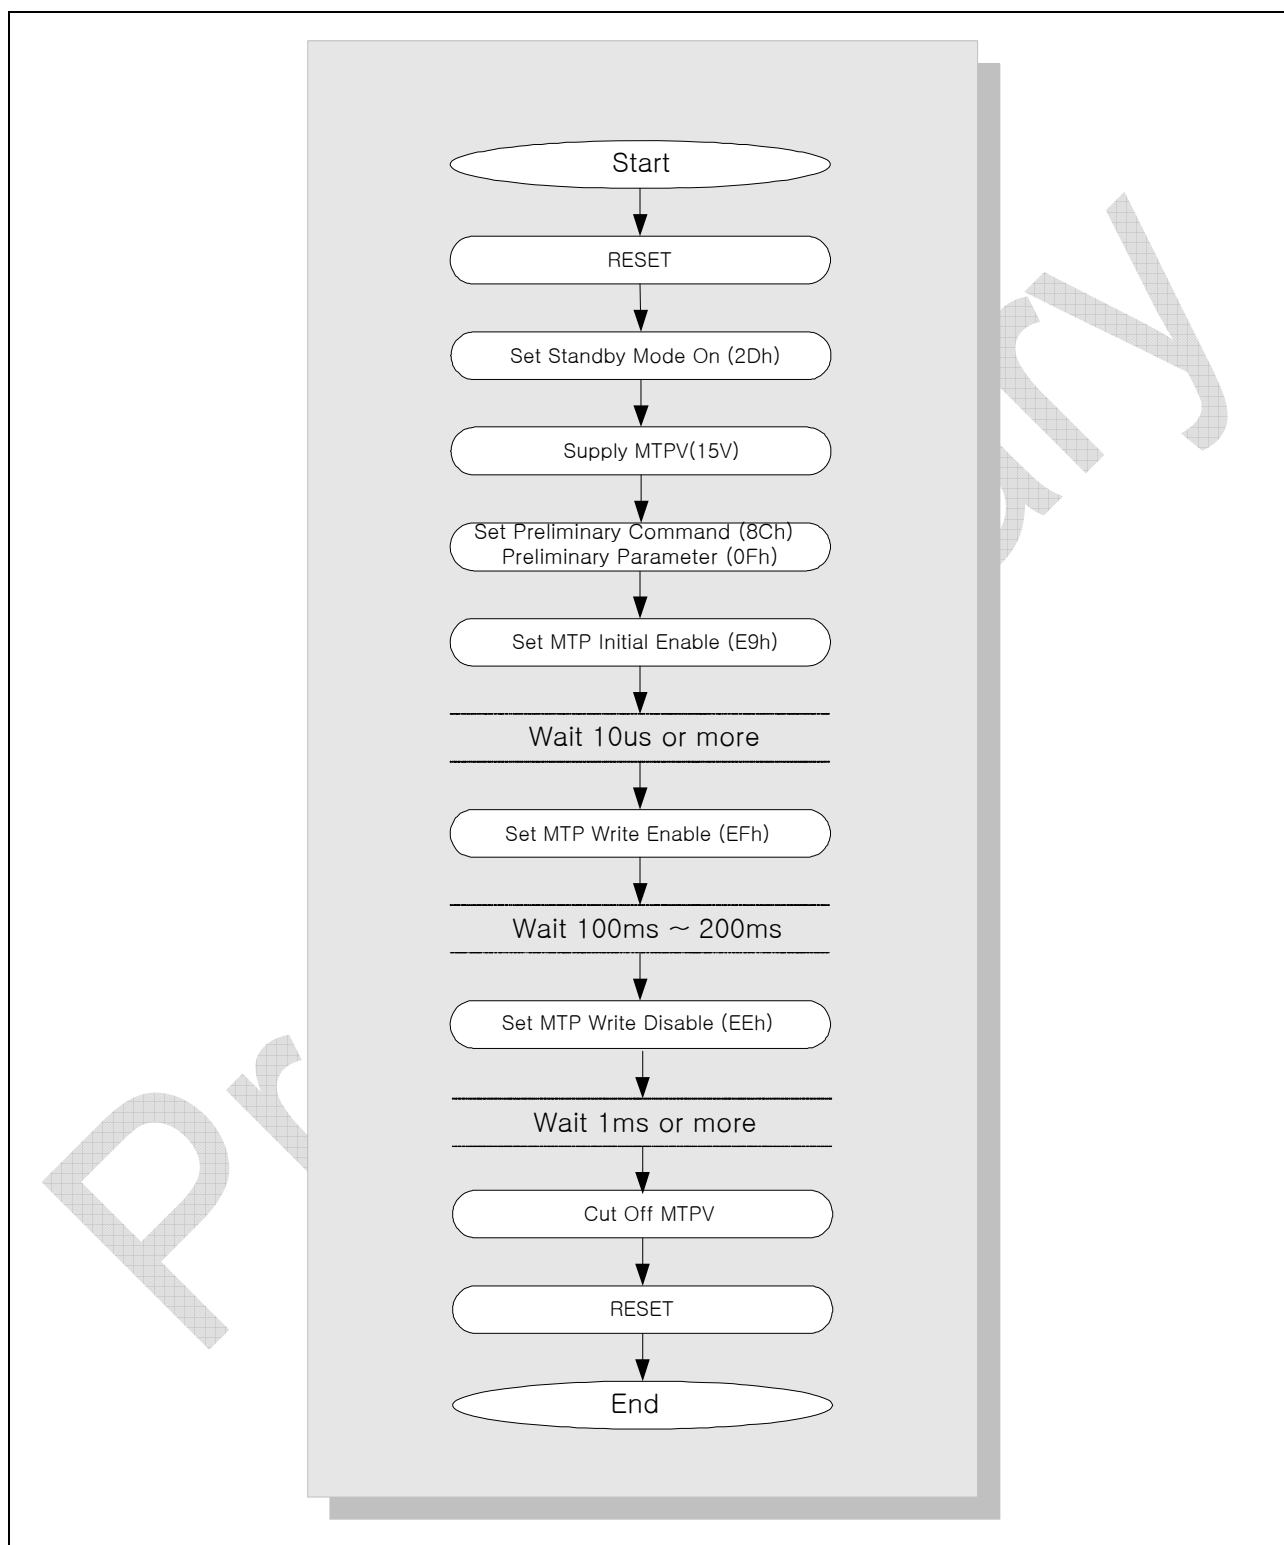 Start
RESET
Set Standby Mode On (2Dh)
Supply MTPV(15V)
Set Preliminary Command (8Ch)
Preliminary Parameter (0Fh)
Set MTP Initial Enable (E9h)
Wait 10us or more
Set MTP Write Enable (EFh)
Wait 100ms ~ 200ms
Set MTP Write Disable (EEh)
Wait 1ms or more
Cut Off MTPV
RESET
End